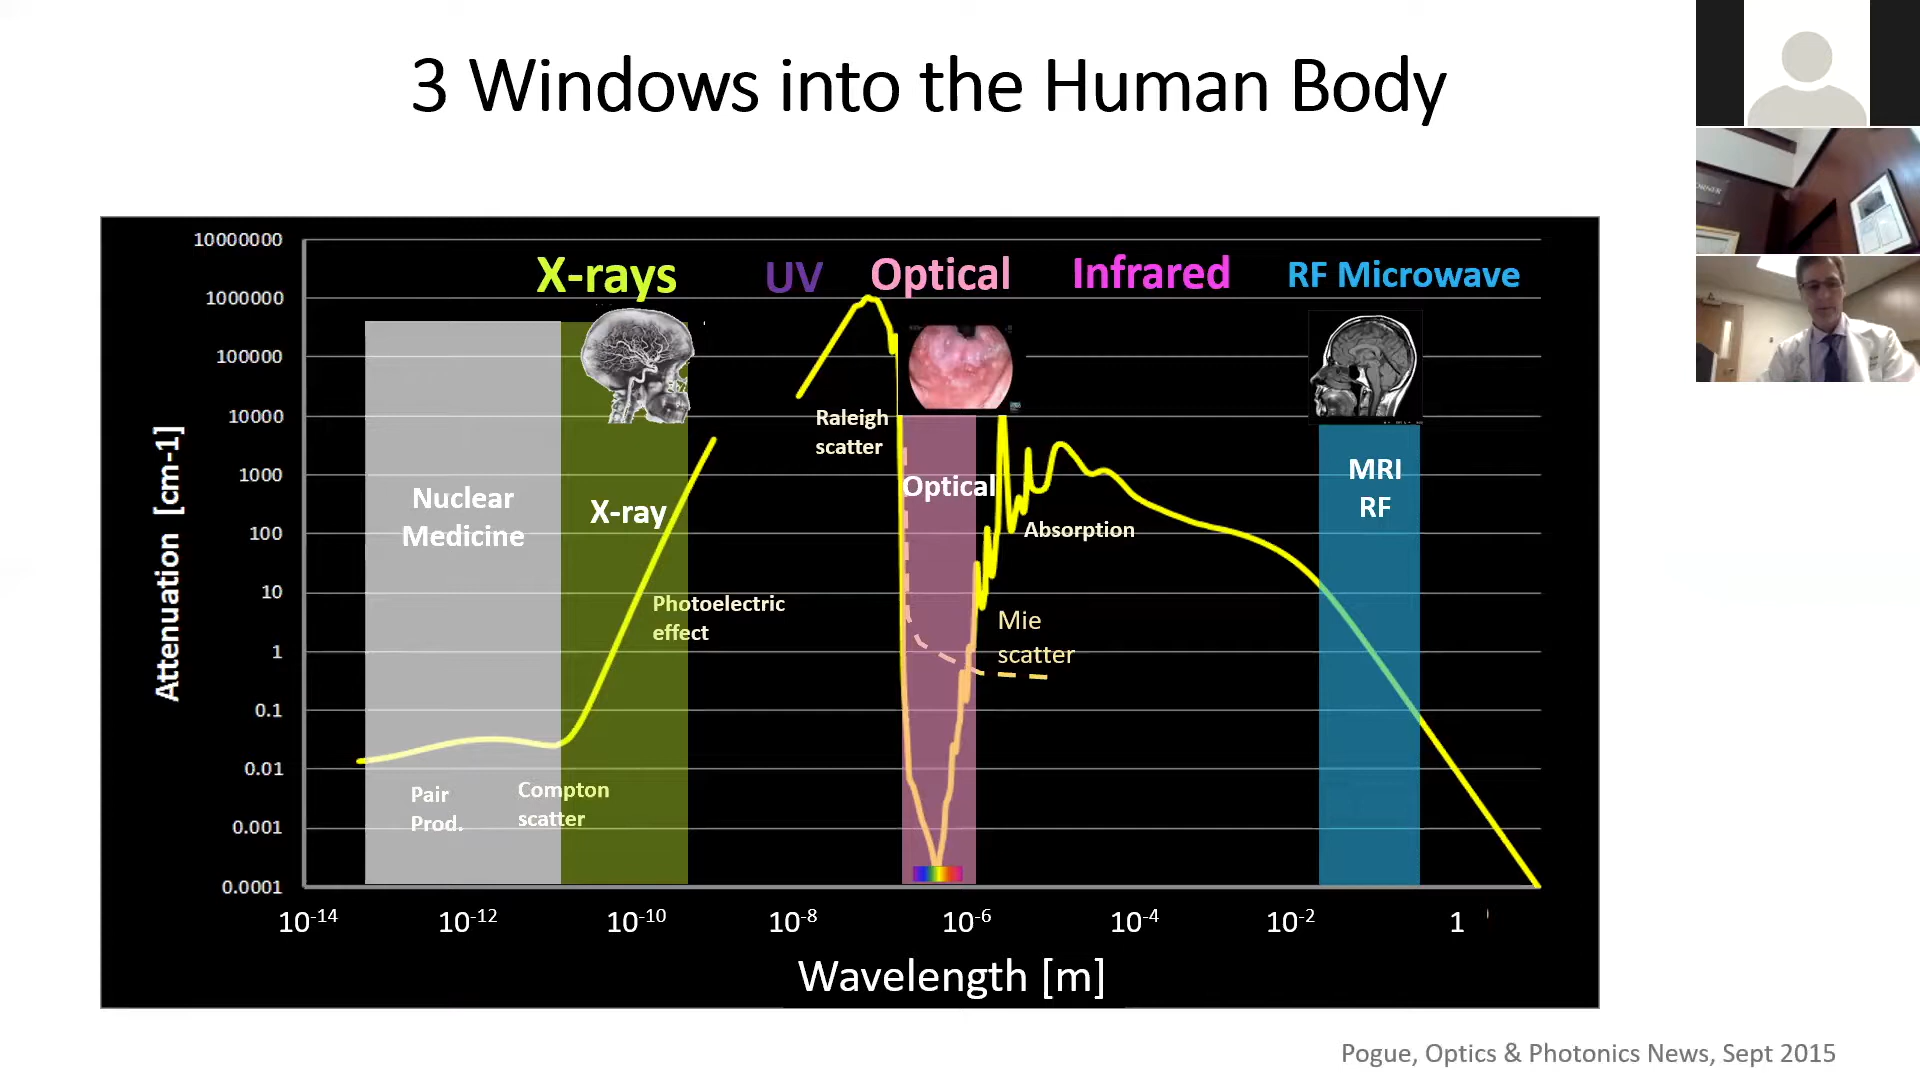 3 Windows into the Human Body
10000000
1000000
100000
10000
1000
100
10
1
0.1
0.01
0.001
0.0001
Attenuation [cm-1]
X-rays
UV
Optical
Infrared
RF Microwave
Nuclear
Medicine
X-ray
Raleigh
scatter
Optical
Absorption
MRI
RF
Photoelectric
effect
Mie
scatter
Pair
Prod.
Compton
scatter
10-14
10-12
10-10
10-8
10-6
10-4
10-2
1
Wavelength [m]
Pogue, Optics & Photonics News, Sept 2015